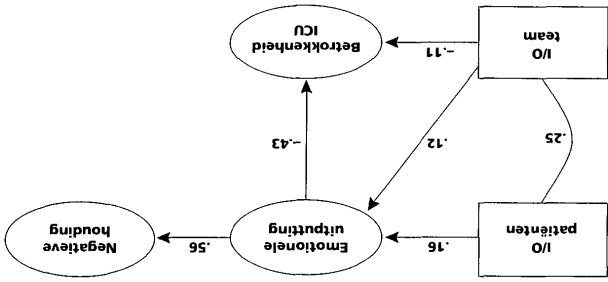 I/O
patiënten
.16
Emotionele
uitputting
.56
Negatieve
houding
.25
.12
–.43
I/O
team
–.11
Betrokkenheid
ICU